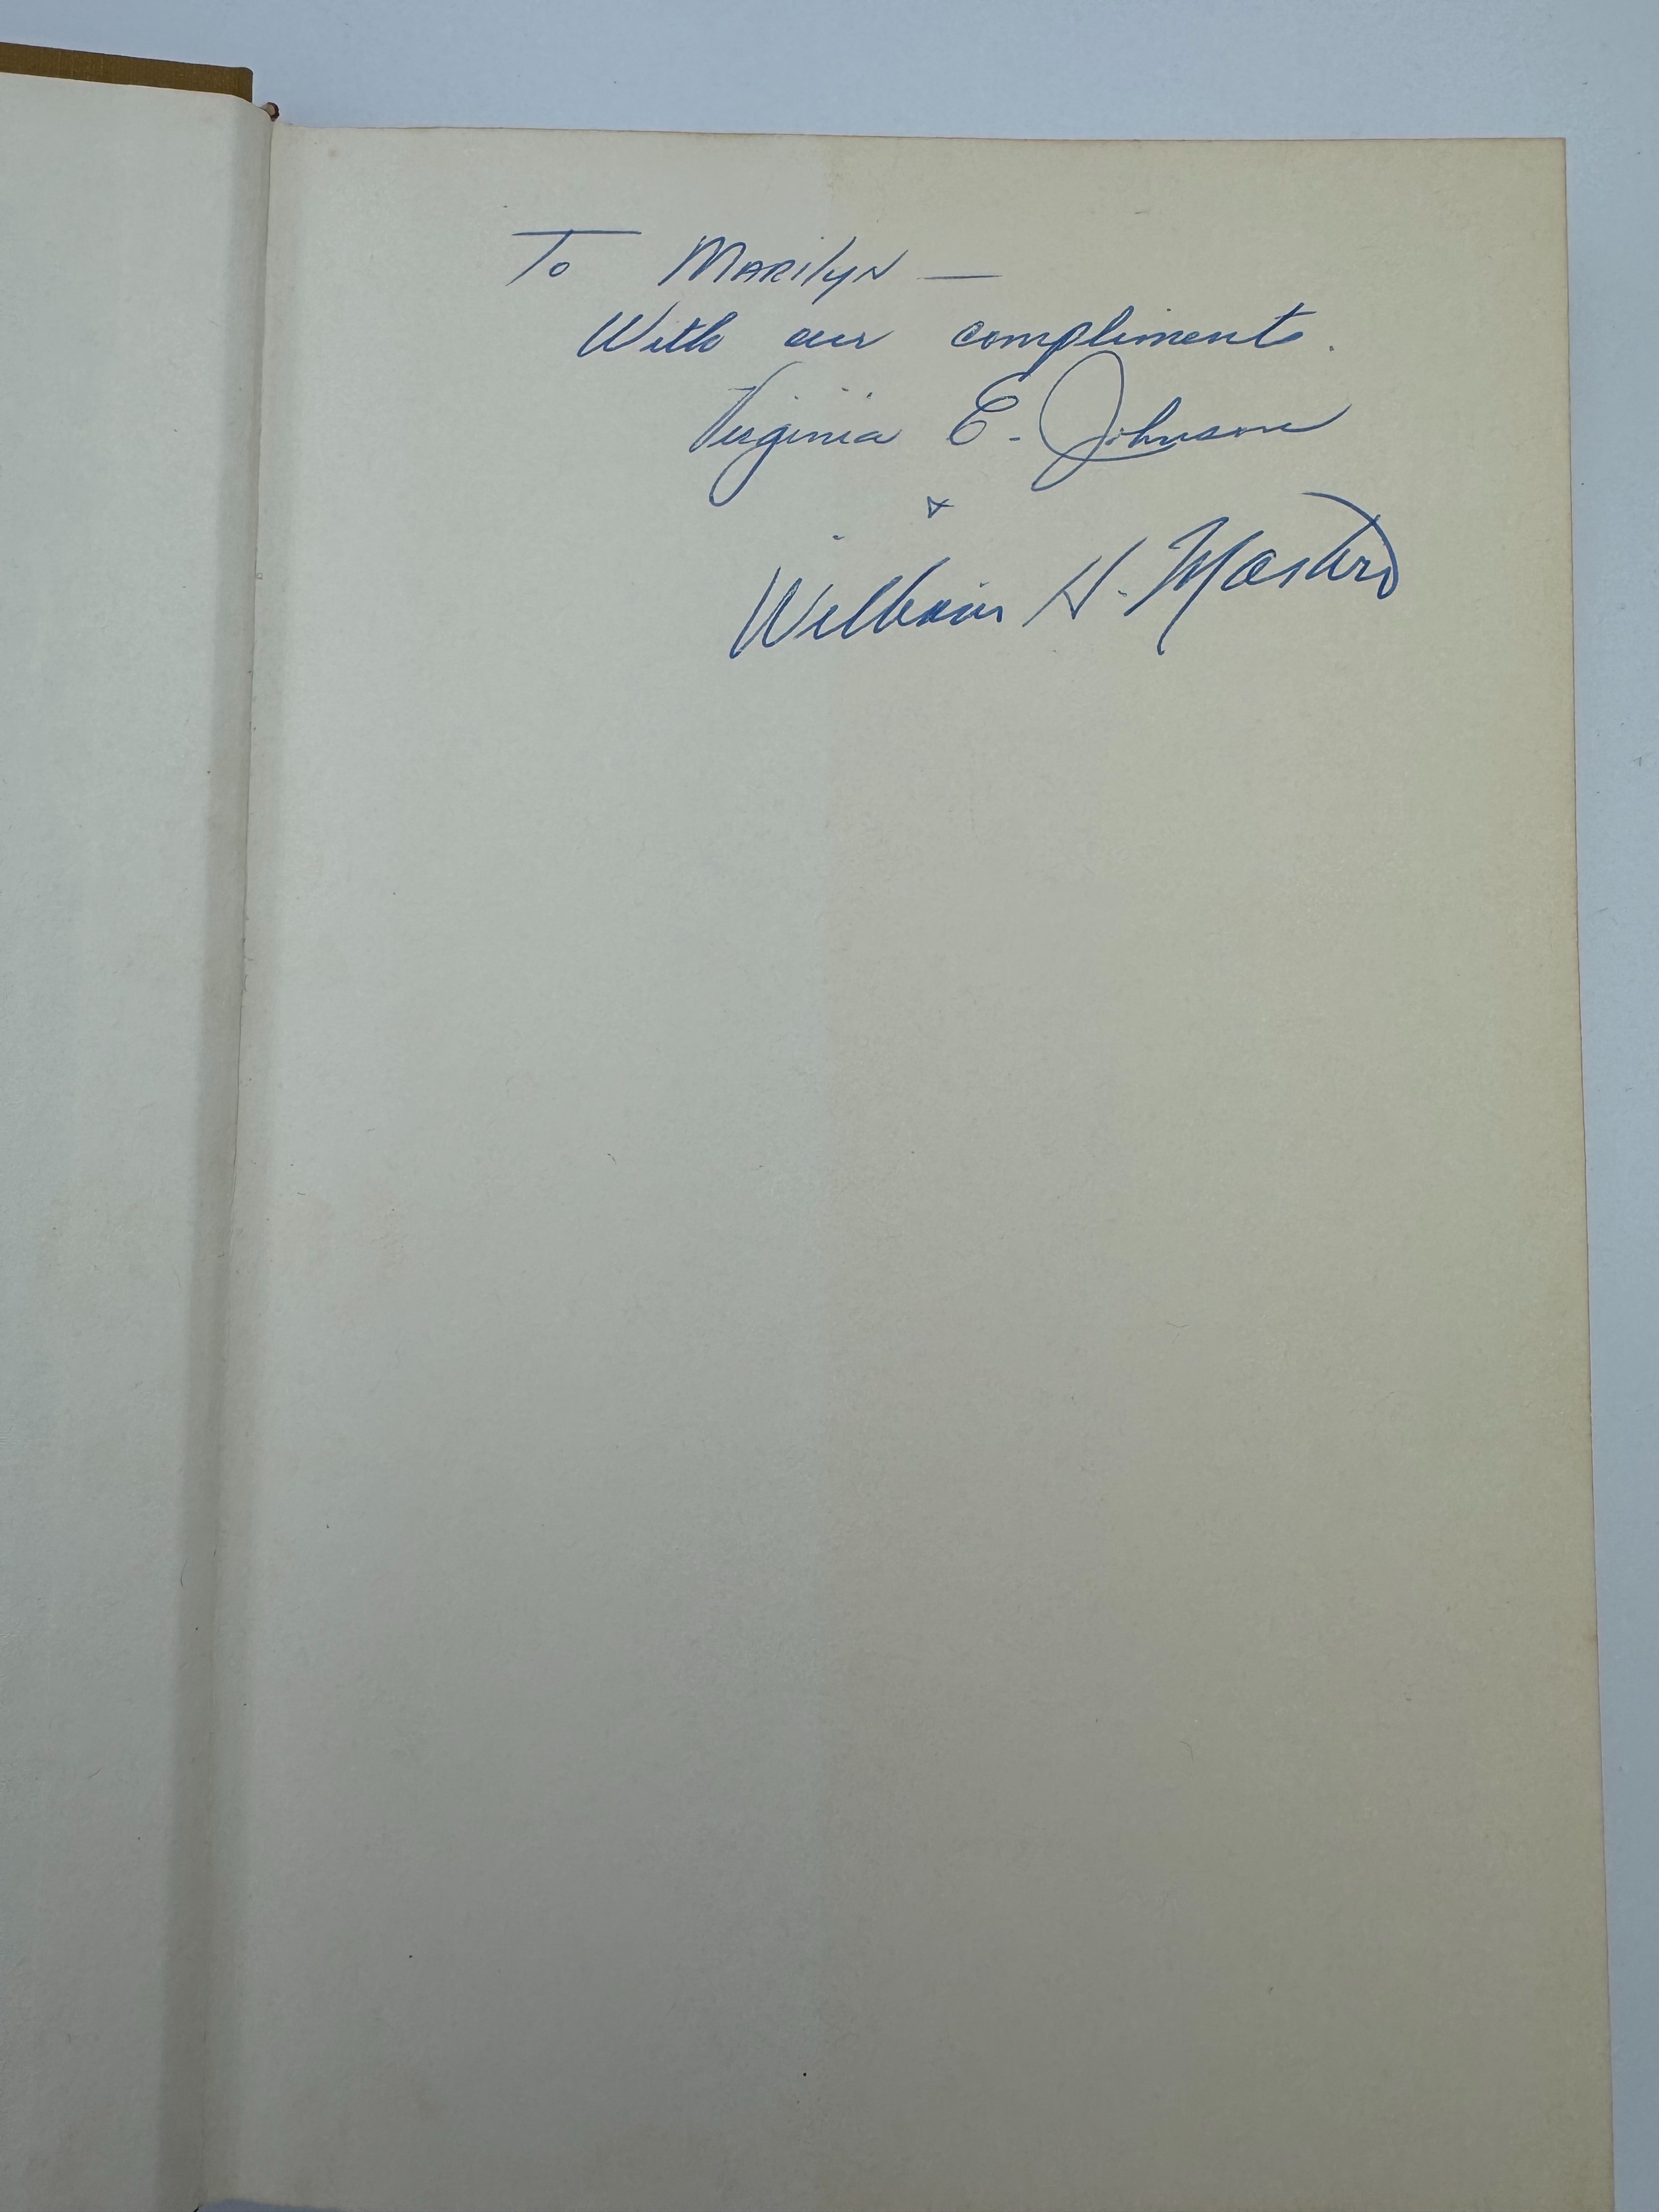 To Marilyn —
With our compliments.
Virginia E. Johnson
&
William H. Masters